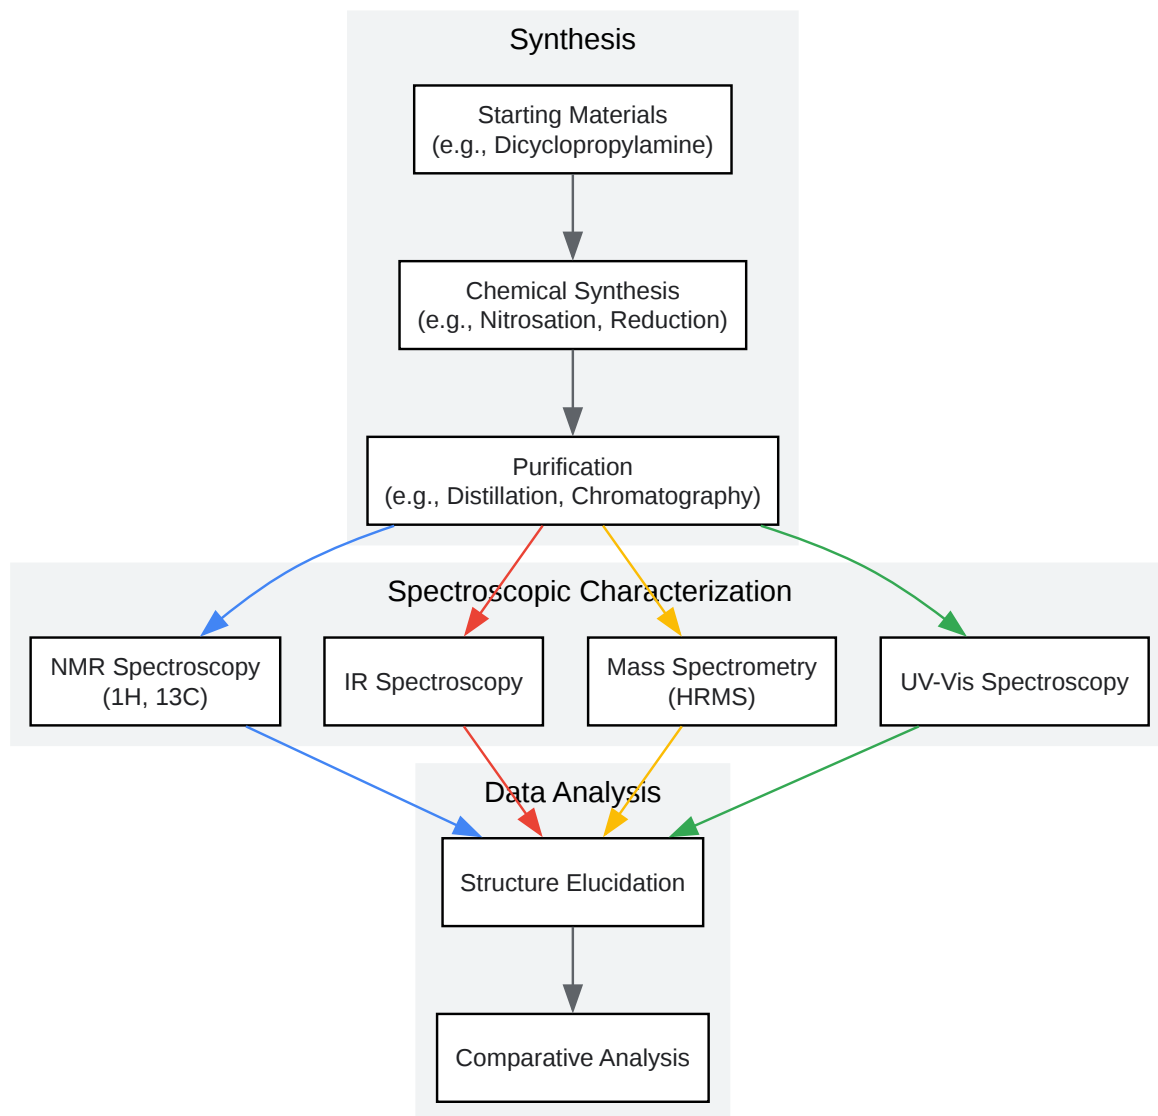 Synthesis
Starting Materials
(e.g., Dicyclopropylamine)
Chemical Synthesis
(e.g., Nitrosation, Reduction)
Purification
(e.g., Distillation, Chromatography)
Spectroscopic Characterization
NMR Spectroscopy
(1H, 13C)
IR Spectroscopy
Mass Spectrometry
(HRMS)
UV-Vis Spectroscopy
Data Analysis
Structure Elucidation
Comparative Analysis